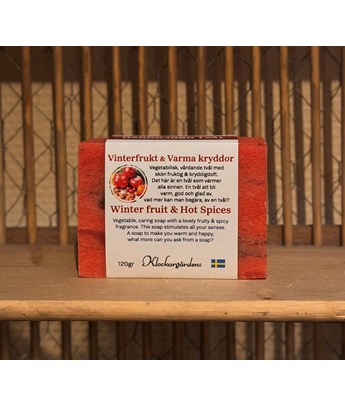 Vinterfrukt & Varma kryddor
Vegetabilisk, vårdande tvål med
skön fruktig & kryddigdoft.
Det här är en tvål som värmer
alla sinnen. En tvål att bli
varm, god och glad av,
vad mer kan man begära, av en tvål?
Winter fruit & Hot Spices
Vegetable, caring soap with a lovely fruity & spicy
fragrance. This soap stimulates all your senses.
A soap to make you warm and happy,
what more can you ask from a soap?
120gr
Klockargårdens